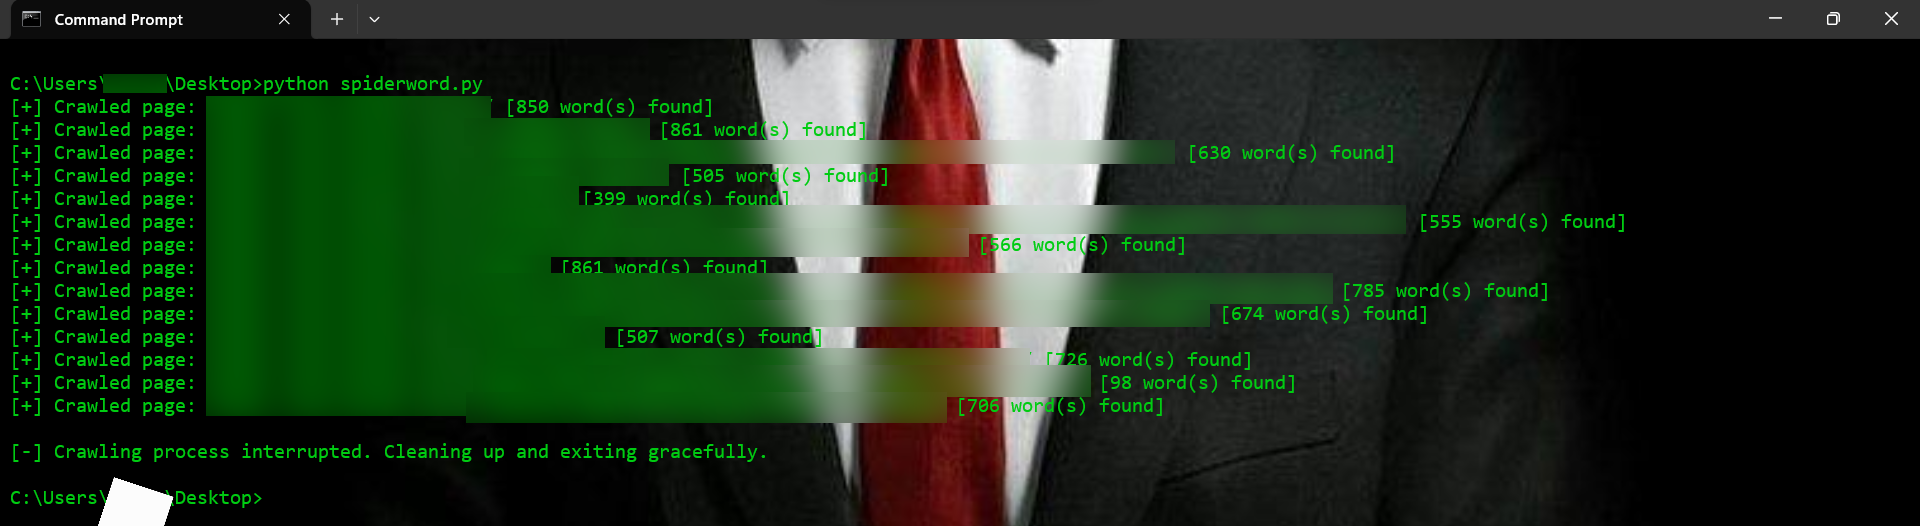 Command Prompt
C:\Users\ \Desktop>python spiderword.py
[+] Crawled page: [850 word(s) found]
[+] Crawled page: [861 word(s) found]
[+] Crawled page: [630 word(s) found]
[+] Crawled page: [505 word(s) found]
[+] Crawled page: [399 word(s) found]
[+] Crawled page: [555 word(s) found]
[+] Crawled page: [566 word(s) found]
[+] Crawled page: [861 word(s) found]
[+] Crawled page: [785 word(s) found]
[+] Crawled page: [674 word(s) found]
[+] Crawled page: [507 word(s) found]
[+] Crawled page: [726 word(s) found]
[+] Crawled page: [98 word(s) found]
[+] Crawled page: [706 word(s) found]
[-] Crawling process interrupted. Cleaning up and exiting gracefully.
C:\Users\ \Desktop>